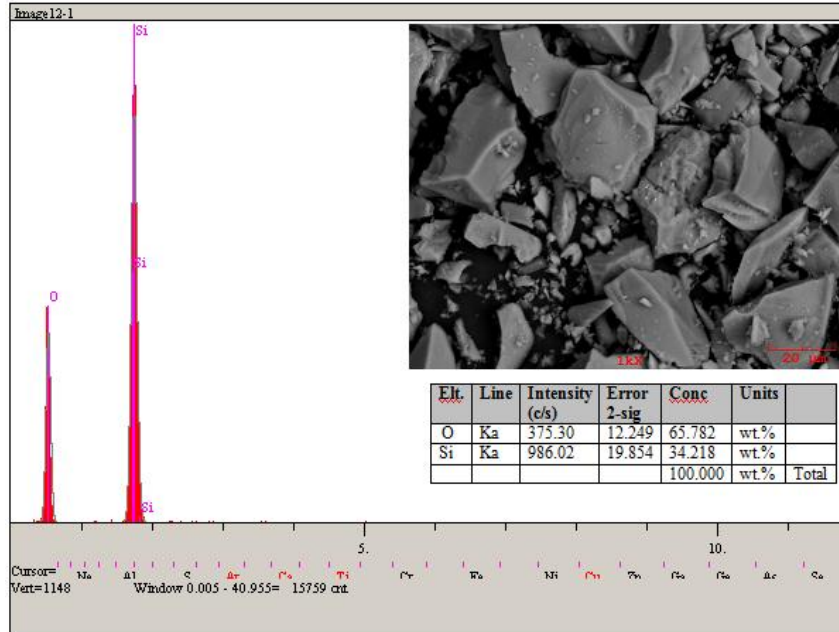 Image12-1
Si
Si
O
Si
1kX
20 µm
Elt. Line Intensity (c/s) Error 2-sig Conc Units
O Ka 375.30 12.249 65.782 wt.%
Si Ka 986.02 19.854 34.218 wt.%
100.000 wt.% Total
5. 10.
Cursor=
Ne Al S Ar Ca Ti Cr Fe Ni Cu Zn Ga Ge As Se
Vert=1148 Window 0.005 - 40.955= 15759 cnt